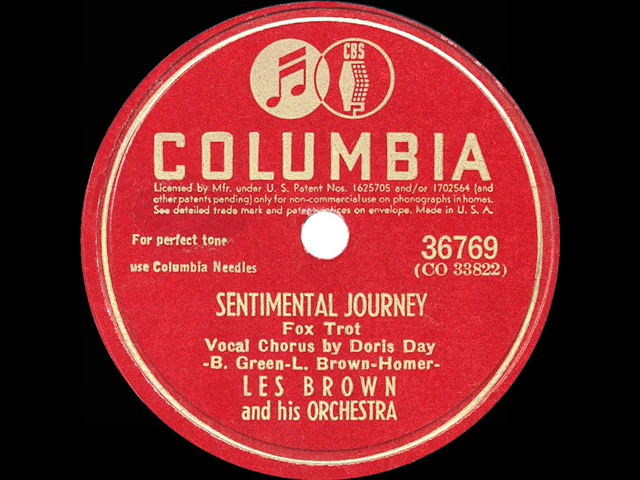 CBS
COLUMBIA
Licensed by Mfr. under U. S. Patent Nos. 1625705 and/or 1702564 (and
other patents pending) only for non-commercial use on phonographs in homes.
See detailed trade mark and patent notices on envelope. Made in U. S. A.
For perfect tone
use Columbia Needles
36769
(CO 33822)
SENTIMENTAL JOURNEY
Fox Trot
Vocal Chorus by Doris Day
-B. Green-L. Brown-Homer-
LES BROWN
and his ORCHESTRA